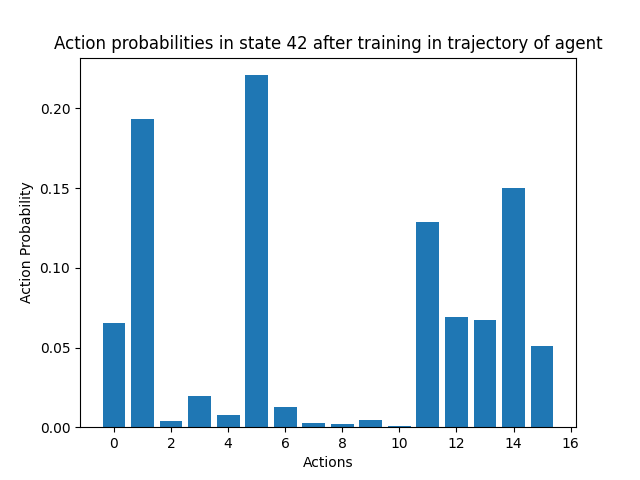 Action probabilities in state 42 after training in trajectory of agent
Action Probability
0.20
0.15
0.10
0.05
0.00
0 2 4 6 8 10 12 14 16
Actions